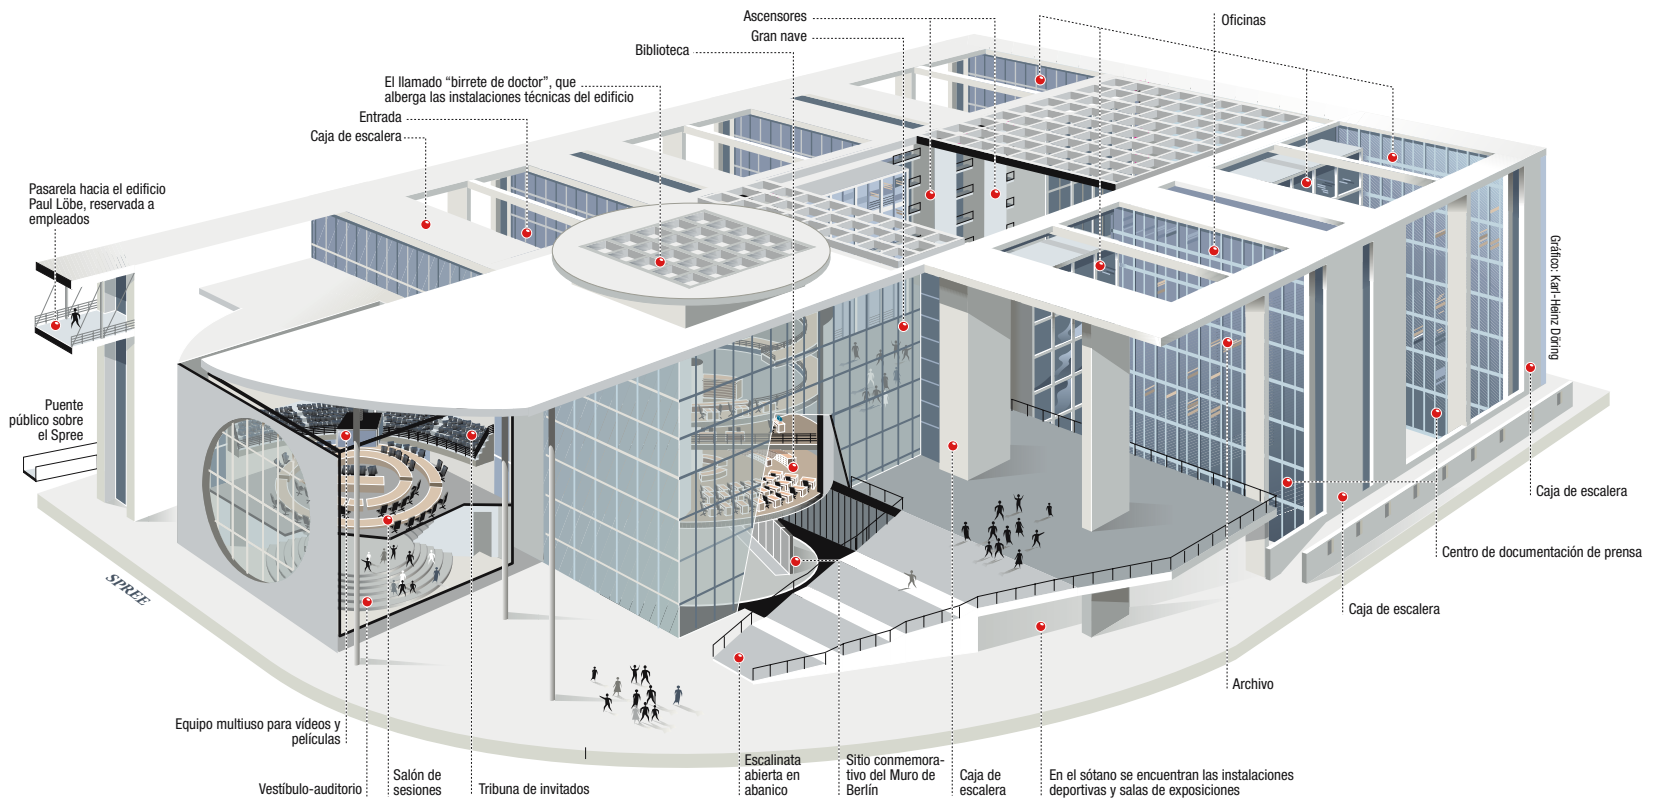 Ascensores
Gran nave
Biblioteca
Oficinas
El llamado “birrete de doctor”, que
alberga las instalaciones técnicas del edificio
Entrada
Caja de escalera
Pasarela hacia el edificio
Paul Löbe, reservada a
empleados
Gráfico: Karl-Heinz Döring
Puente
público sobre
el Spree
SPREE
Caja de escalera
Centro de documentación de prensa
Caja de escalera
Archivo
Equipo multiuso para vídeos y
películas
Vestíbulo-auditorio
Salón de
sesiones
Tribuna de invitados
Escalinata
abierta en
abanico
Sitio conmemora-
tivo del Muro de
Berlín
Caja de
escalera
En el sótano se encuentran las instalaciones
deportivas y salas de exposiciones